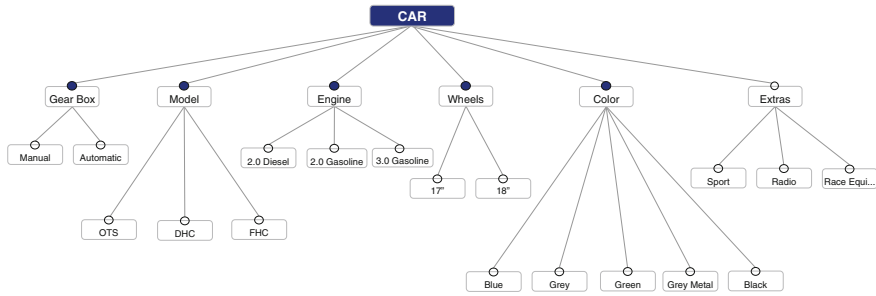 CAR
Gear Box
Model
Engine
Wheels
Color
Extras
Manual
Automatic
2.0 Diesel
2.0 Gasoline
3.0 Gasoline
17"
18"
Sport
Radio
Race Equi...
OTS
DHC
FHC
Blue
Grey
Green
Grey Metal
Black